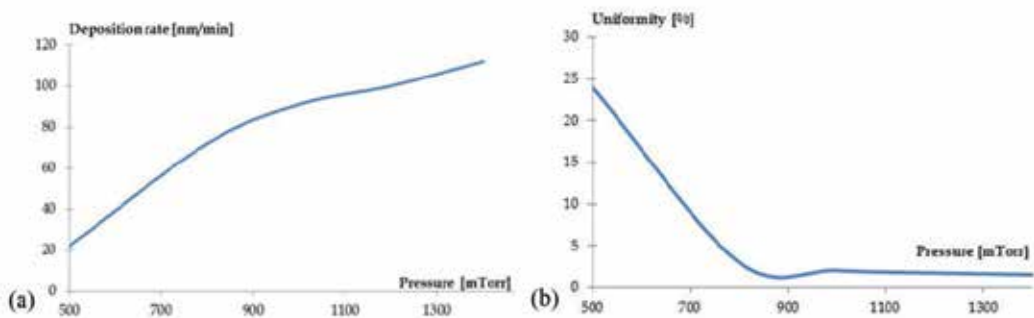 Deposition rate [nm/min]
120
100
80
60
40
20
0
500 700 900 1100 1300
Pressure [mTorr]
(a)
Uniformity [%]
30
25
20
15
10
5
0
500 700 900 1100 1300
Pressure [mTorr]
(b)